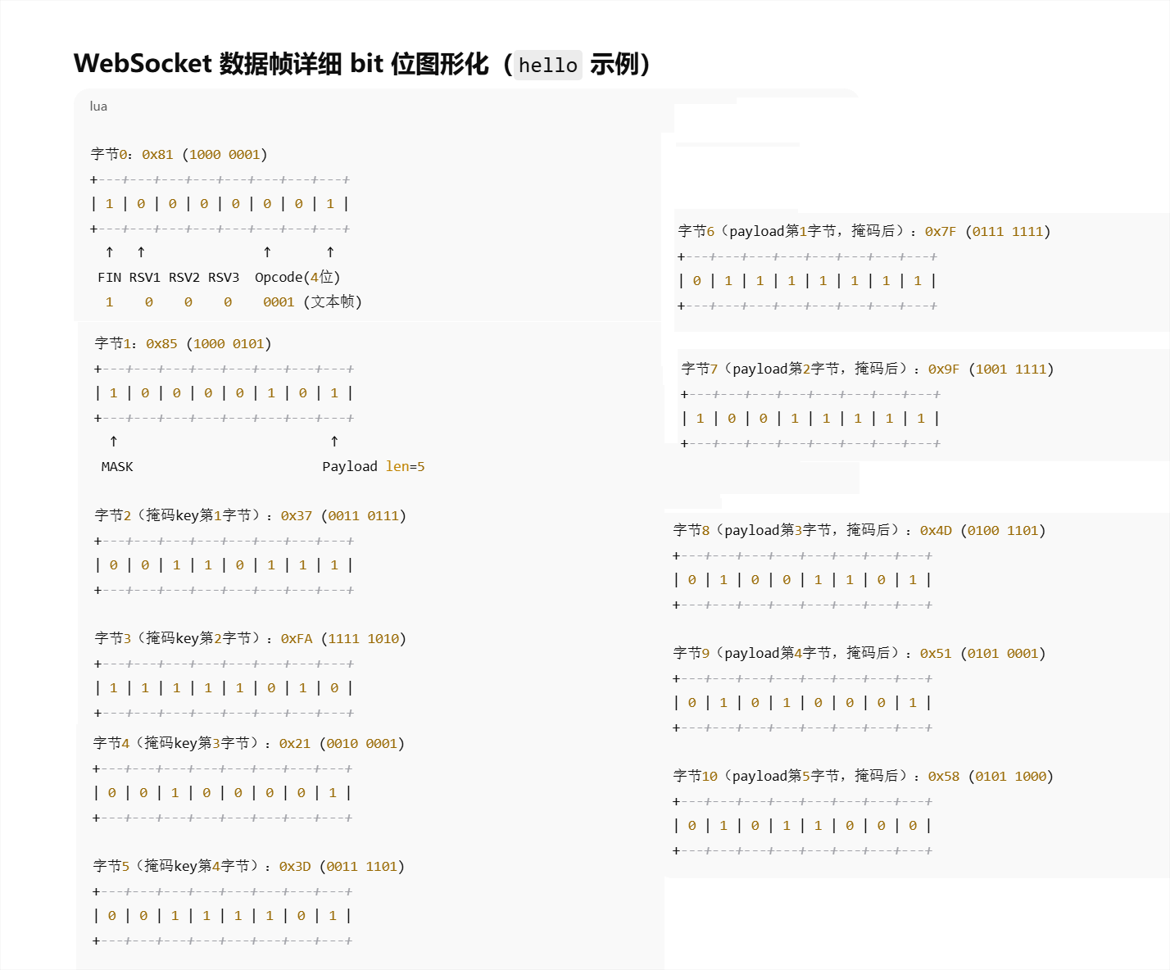 WebSocket 数据帧详细 bit 位图形化（hello 示例）
lua
字节0：0x81 (1000 0001)
+---+---+---+---+---+---+---+---+
| 1 | 0 | 0 | 0 | 0 | 0 | 0 | 1 |
+---+---+---+---+---+---+---+---+
↑ ↑ ↑ ↑
FIN RSV1 RSV2 RSV3 Opcode(4位)
1 0 0 0 0001 (文本帧)
字节1：0x85 (1000 0101)
+---+---+---+---+---+---+---+---+
| 1 | 0 | 0 | 0 | 0 | 1 | 0 | 1 |
+---+---+---+---+---+---+---+---+
↑ ↑
MASK Payload len=5
字节2（掩码key第1字节）：0x37 (0011 0111)
+---+---+---+---+---+---+---+---+
| 0 | 0 | 1 | 1 | 0 | 1 | 1 | 1 |
+---+---+---+---+---+---+---+---+
字节3（掩码key第2字节）：0xFA (1111 1010)
+---+---+---+---+---+---+---+---+
| 1 | 1 | 1 | 1 | 1 | 0 | 1 | 0 |
+---+---+---+---+---+---+---+---+
字节4（掩码key第3字节）：0x21 (0010 0001)
+---+---+---+---+---+---+---+---+
| 0 | 0 | 1 | 0 | 0 | 0 | 0 | 1 |
+---+---+---+---+---+---+---+---+
字节5（掩码key第4字节）：0x3D (0011 1101)
+---+---+---+---+---+---+---+---+
| 0 | 0 | 1 | 1 | 1 | 1 | 0 | 1 |
+---+---+---+---+---+---+---+---+
字节6（payload第1字节，掩码后）：0x7F (0111 1111)
+---+---+---+---+---+---+---+---+
| 0 | 1 | 1 | 1 | 1 | 1 | 1 | 1 |
+---+---+---+---+---+---+---+---+
字节7（payload第2字节，掩码后）：0x9F (1001 1111)
+---+---+---+---+---+---+---+---+
| 1 | 0 | 0 | 1 | 1 | 1 | 1 | 1 |
+---+---+---+---+---+---+---+---+
字节8（payload第3字节，掩码后）：0x4D (0100 1101)
+---+---+---+---+---+---+---+---+
| 0 | 1 | 0 | 0 | 1 | 1 | 0 | 1 |
+---+---+---+---+---+---+---+---+
字节9（payload第4字节，掩码后）：0x51 (0101 0001)
+---+---+---+---+---+---+---+---+
| 0 | 1 | 0 | 1 | 0 | 0 | 0 | 1 |
+---+---+---+---+---+---+---+---+
字节10（payload第5字节，掩码后）：0x58 (0101 1000)
+---+---+---+---+---+---+---+---+
| 0 | 1 | 0 | 1 | 1 | 0 | 0 | 0 |
+---+---+---+---+---+---+---+---+